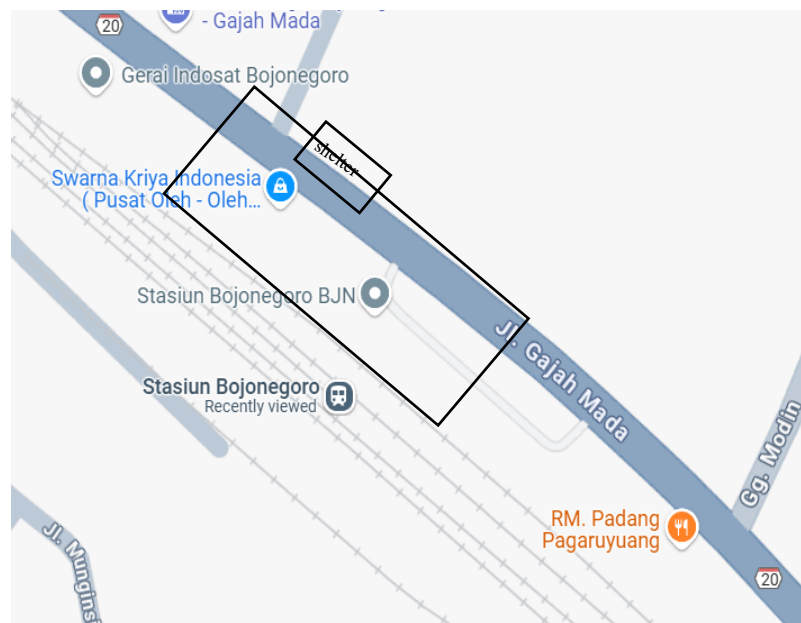 20
- Gajah Mada
Gerai Indosat Bojonegoro
shelter
Swarna Kriya Indonesia
( Pusat Oleh - Oleh...
Stasiun Bojonegoro BJN
Jl. Gajah Mada
Stasiun Bojonegoro
Recently viewed
Gg. Modin
RM. Padang
Pagaruyuang
Jl. Munginsi
20